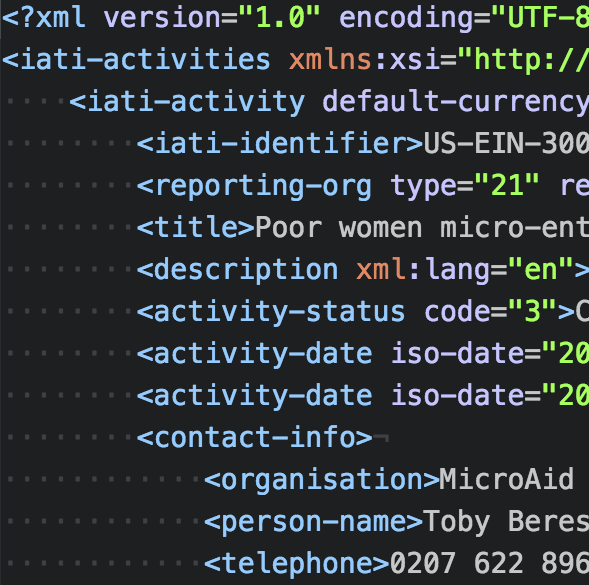 <?xml version="1.0" encoding="UTF-8
<iati-activities xmlns:xsi="http://
<iati-activity default-currency
<iati-identifier>US-EIN-300
<reporting-org type="21" re
<title>Poor women micro-ent
<description xml:lang="en">
<activity-status code="3">C
<activity-date iso-date="20
<activity-date iso-date="20
<contact-info>¬
<organisation>MicroAid
<person-name>Toby Beres
<telephone>0207 622 896